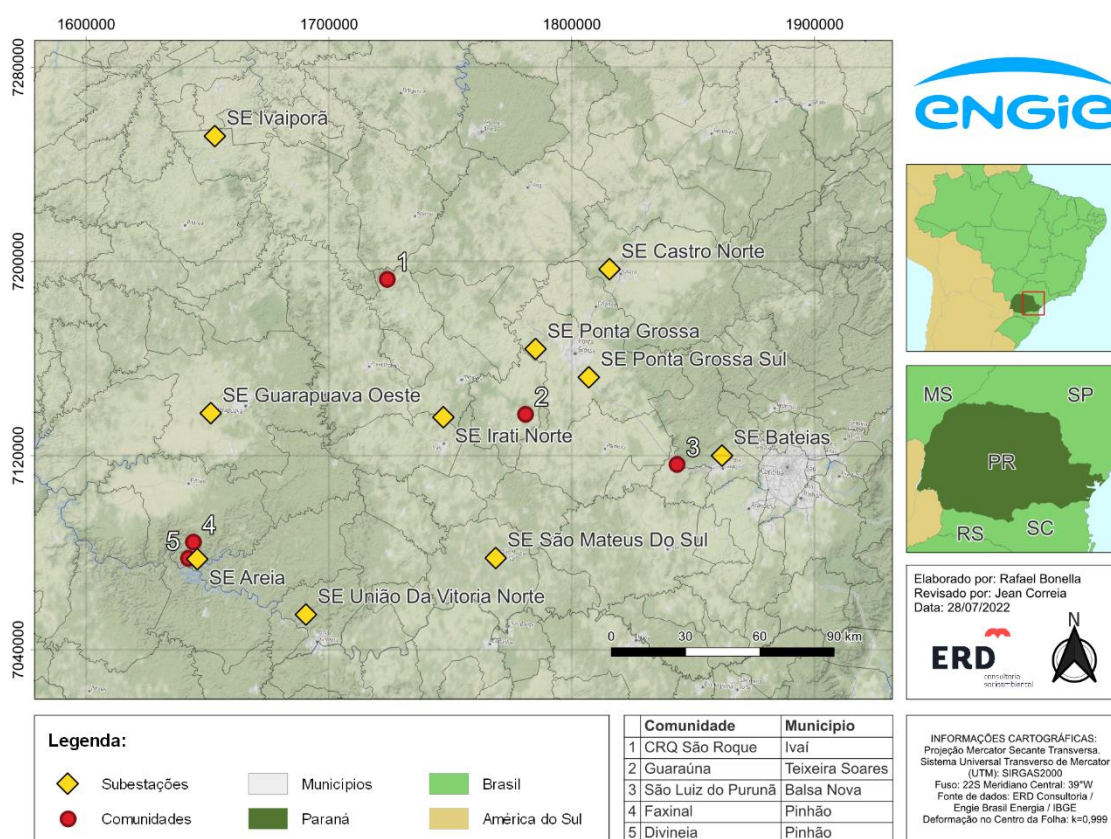 1600000
1700000
1800000
1900000
7280000
7200000
7120000
7040000
SE Ivaiporã
1
SE Castro Norte
SE Ponta Grossa
SE Ponta Grossa Sul
SE Guarapuava Oeste
2
SE Irati Norte
3
SE Bateias
Curitiba
4
5
SE Areia
SE São Mateus Do Sul
SE União Da Vitoria Norte
0 30 60 90 km
ENGIE
MS
SP
PR
RS
SC
Elaborado por: Rafael Bonella
Revisado por: Jean Correia
Data: 28/07/2022
N
ERD
consultoria
socioambiental
Legenda:
Subestações
Municípios
Brasil
Comunidades
Paraná
América do Sul
Comunidade Municipio
1 CRQ São Roque Ivaí
2 Guaraúna Teixeira Soares
3 São Luiz do Purunã Balsa Nova
4 Faxinal Pinhão
5 Divineia Pinhão
INFORMAÇÕES CARTOGRÁFICAS:
Projeção Mercator Secante Transversa.
Sistema Universal Transverso de Mercator
(UTM): SIRGAS2000
Fuso: 22S Meridiano Central: 39°W
Fonte de dados: ERD Consultoria /
Engie Brasil Energia / IBGE
Deformação no Centro da Folha: k=0,999